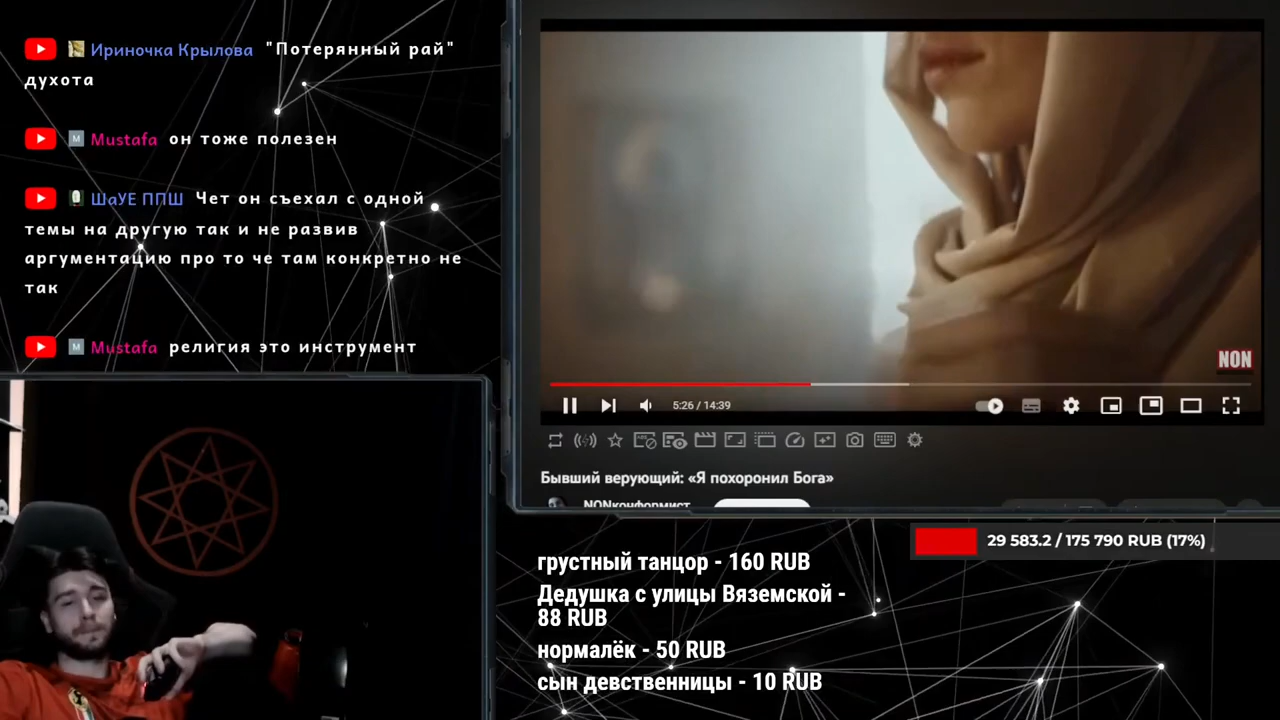 Ириночка Крылова "Потерянный рай"
духота
M Mustafa он тоже полезен
ШаУЕ ППШ Чет он съехал с одной
темы на другую так и не развив
аргументацию про то че там конкретно не
так
M Mustafa религия это инструмент
NON
5:26 / 14:39
Бывший верующий: «Я похоронил Бога»
NONконформист
29 583.2 / 175 790 RUB (17%)
грустный танцор - 160 RUB
Дедушка с улицы Вяземской -
88 RUB
нормалёк - 50 RUB
сын девственницы - 10 RUB